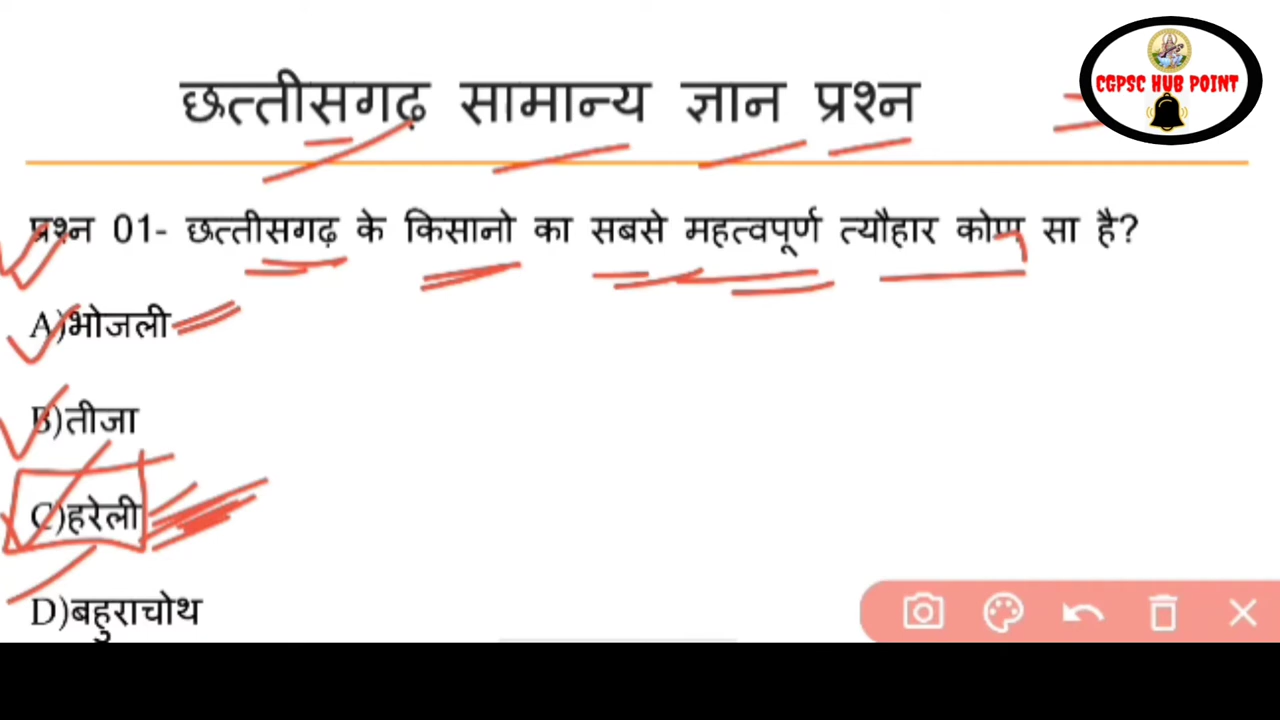 CGPSC HUB POINT
छत्तीसगढ़ सामान्य ज्ञान प्रश्न
प्रश्न 01- छत्तीसगढ़ के किसानो का सबसे महत्वपूर्ण त्यौहार कोण सा है?
A)भोजली
B)तीजा
C)हरेली
D)बहुराचोथ